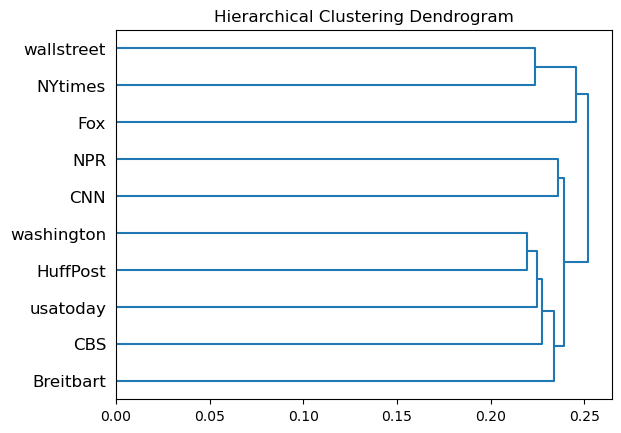 Hierarchical Clustering Dendrogram
wallstreet
NYtimes
Fox
NPR
CNN
washington
HuffPost
usatoday
CBS
Breitbart
0.00 0.05 0.10 0.15 0.20 0.25